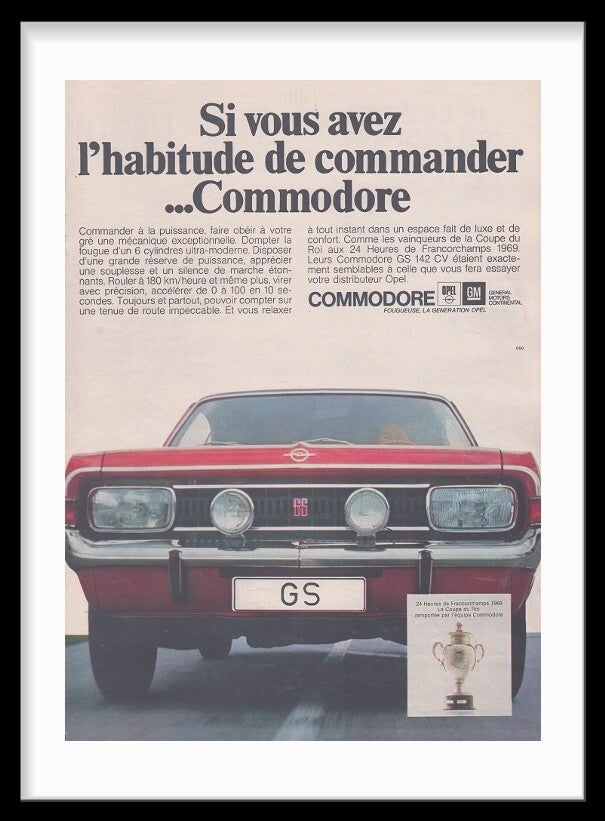 Si vous avez
l'habitude de commander
...Commodore
Commander à la puissance, faire obéir à votre
gré une mécanique exceptionnelle. Dompter la
fougue d'un 6 cylindres ultra-moderne. Disposer
d'une grande réserve de puissance, apprécier
une souplesse et un silence de marche éton-
nants. Rouler à 180 km/heure et même plus, virer
avec précision, accélérer de 0 à 100 en 10 se-
condes. Toujours et partout, pouvoir compter sur
une tenue de route impeccable. Et vous relaxer
à tout instant dans un espace fait de luxe et de
confort. Comme les vainqueurs de la Coupe du
Roi aux 24 Heures de Francorchamps 1969.
Leurs Commodore GS 142 CV étaient exacte-
ment semblables à celle que vous fera essayer
votre distributeur Opel.
COMMODORE OPEL GM GENERAL
MOTORS
CONTINENTAL
FOUGUEUSE, LA GENERATION OPEL
GS
GS
24 Heures de Francorchamps 1969
La Coupe du Roi
remportée par l'équipe Commodore